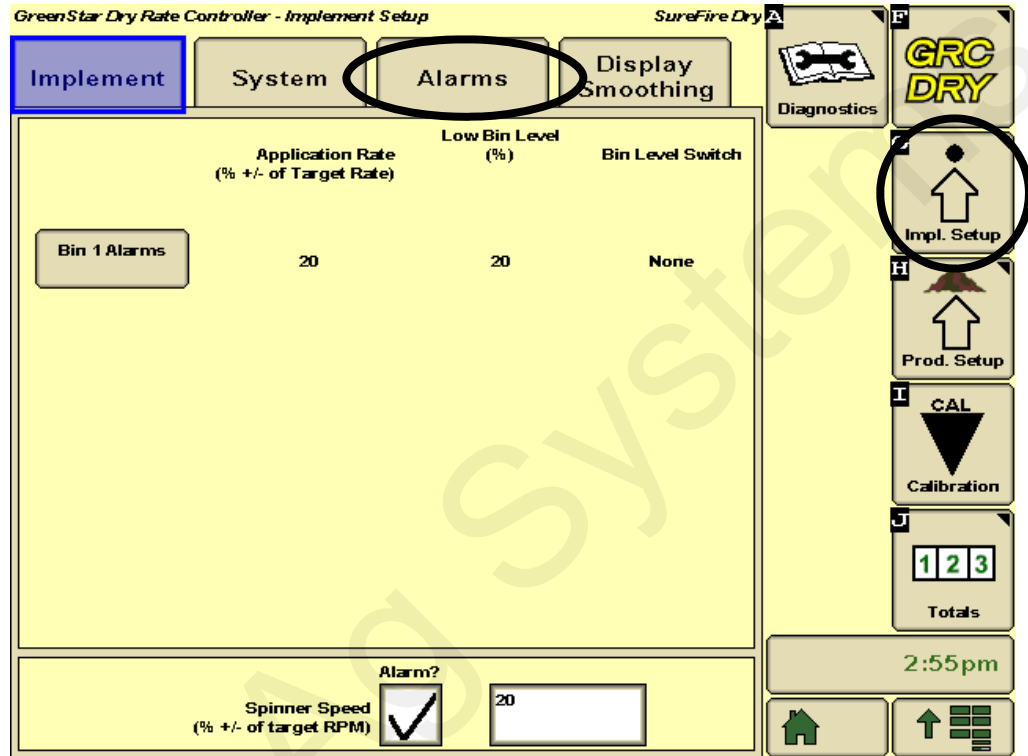 GreenStar Dry Rate Controller - Implement Setup
SureFire Dry
Implement
System
Alarms
Display
Smoothing
Application Rate
(% +/- of Target Rate)
Low Bin Level
(%)
Bin Level Switch
Bin 1 Alarms
20
20
None
Alarm?
Spinner Speed
(% +/- of target RPM)
20
A
Diagnostics
F
GRC
DRY
G
Impl. Setup
H
Prod. Setup
I
CAL
Calibration
J
1 2 3
Totals
2:55pm
Ag Systems